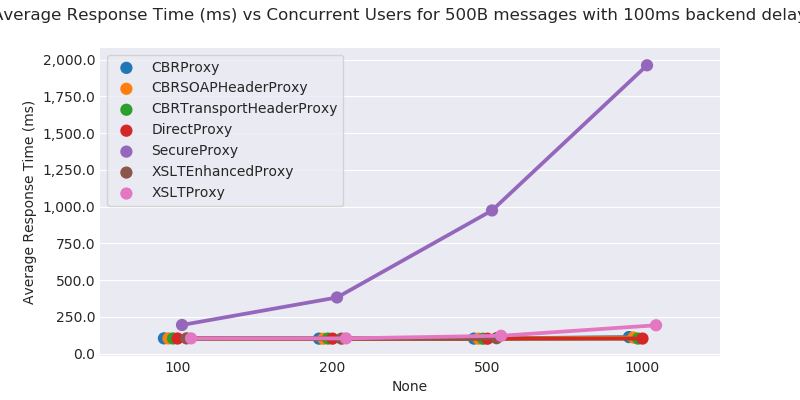 Average Response Time (ms) vs Concurrent Users for 500B messages with 100ms backend delay
2,000.0
1,750.0
1,500.0
1,250.0
1,000.0
750.0
500.0
250.0
0.0
Average Response Time (ms)
CBRProxy
CBRSOAPHeaderProxy
CBRTransportHeaderProxy
DirectProxy
SecureProxy
XSLTEnhancedProxy
XSLTProxy
100 200 500 1000
None